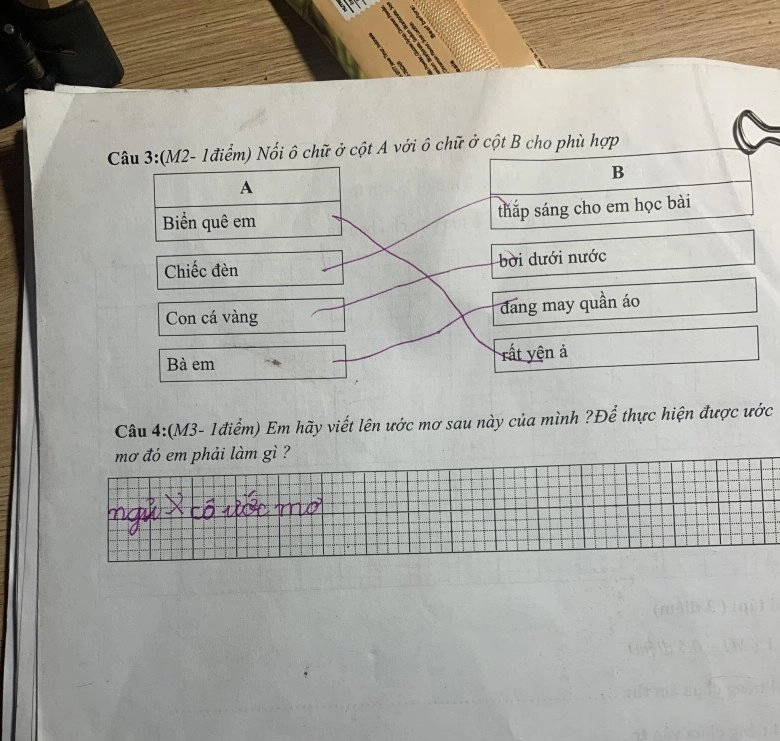 Câu 3:(M2- 1điểm) Nối ô chữ ở cột A với ô chữ ở cột B cho phù hợp
A
B
Biển quê em
thắp sáng cho em học bài
Chiếc đèn
bơi dưới nước
Con cá vàng
đang may quần áo
Bà em
rất yên ả
Câu 4:(M3- 1điểm) Em hãy viết lên ước mơ sau này của mình ?Để thực hiện được ước
mơ đó em phải làm gì ?
ngủ có ước mơ